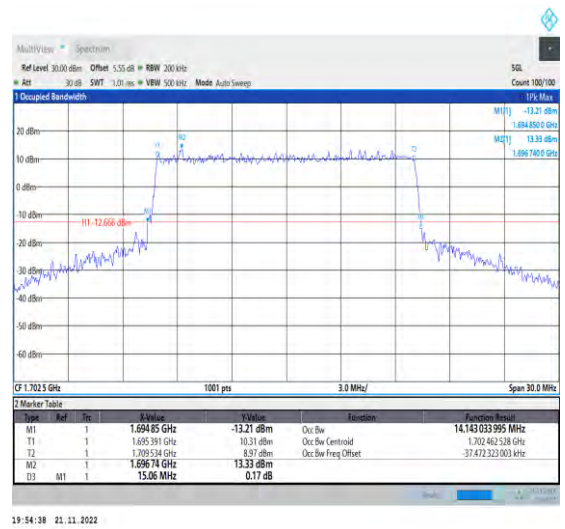 MultiView Spectrum
Ref Level 30.00 dBm Offset 5.55 dB RBW 200 kHz SGL
Att 30 dB SWT 1.01 ms VBW 500 kHz Mode Auto Sweep Count 100/100
1 Occupied Bandwidth 1Pk Max
M1[1] -13.21 dBm
1.694 850 0 GHz
M2[1] 13.33 dBm
1.696 740 0 GHz
20 dBm
M2
T1
T2
10 dBm
0 dBm
-10 dBm
M1
H1 -12.666 dBm
-20 dBm
-30 dBm
-40 dBm
-50 dBm
-60 dBm
CF 1.702 5 GHz 1001 pts 3.0 MHz/ Span 30.0 MHz
2 Marker Table
Type Ref Trc X-Value Y-Value Function Function Result
M1 1 1.694 85 GHz -13.21 dBm Occ Bw 14.143 033 995 MHz
T1 1 1.695 391 GHz 10.31 dBm Occ Bw Centroid 1.702 462 528 GHz
T2 1 1.709 534 GHz 8.97 dBm Occ Bw Freq Offset -37.472 323 003 kHz
M2 1 1.696 74 GHz 13.33 dBm
D3 M1 1 15.06 MHz 0.17 dB
19:54:38 21.11.2022